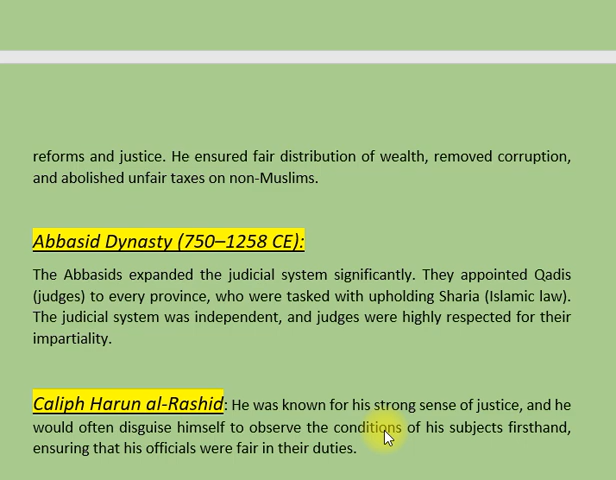 reforms and justice. He ensured fair distribution of wealth, removed corruption,
and abolished unfair taxes on non-Muslims.
Abbasid Dynasty (750–1258 CE):
The Abbasids expanded the judicial system significantly. They appointed Qadis
(judges) to every province, who were tasked with upholding Sharia (Islamic law).
The judicial system was independent, and judges were highly respected for their
impartiality.
Caliph Harun al-Rashid: He was known for his strong sense of justice, and he
would often disguise himself to observe the conditions of his subjects firsthand,
ensuring that his officials were fair in their duties.